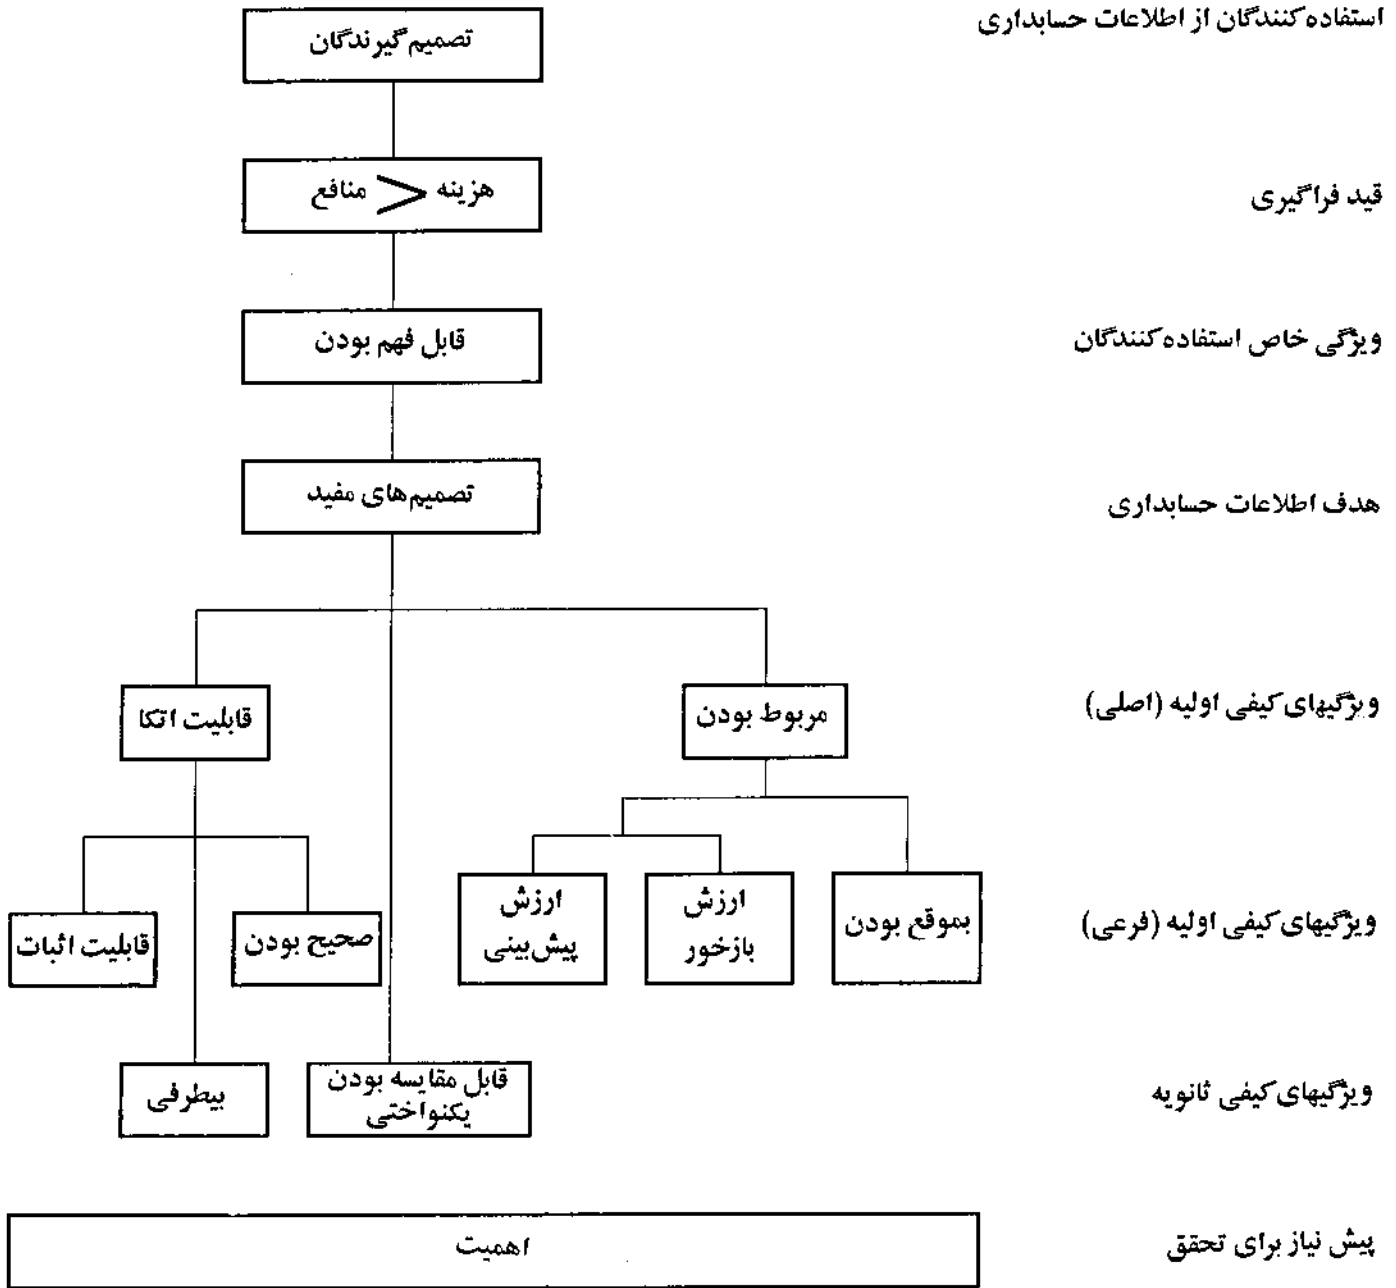 استفاده‌کنندگان از اطلاعات حسابداری
تصمیم‌گیرندگان
قید فراگیری
هزینه > منافع
ویژگی خاص استفاده‌کنندگان
قابل فهم بودن
هدف اطلاعات حسابداری
تصمیم‌های مفید
ویژگیهای کیفی اولیه (اصلی)
مربوط بودن
قابلیت اتکا
ویژگیهای کیفی اولیه (فرعی)
بموقع بودن
ارزش
بازخور
ارزش
پیش‌بینی
صحیح بودن
قابلیت اثبات
ویژگیهای کیفی ثانویه
قابل مقایسه بودن
یکنواختی
بیطرفی
پیش نیاز برای تحقق
اهمیت